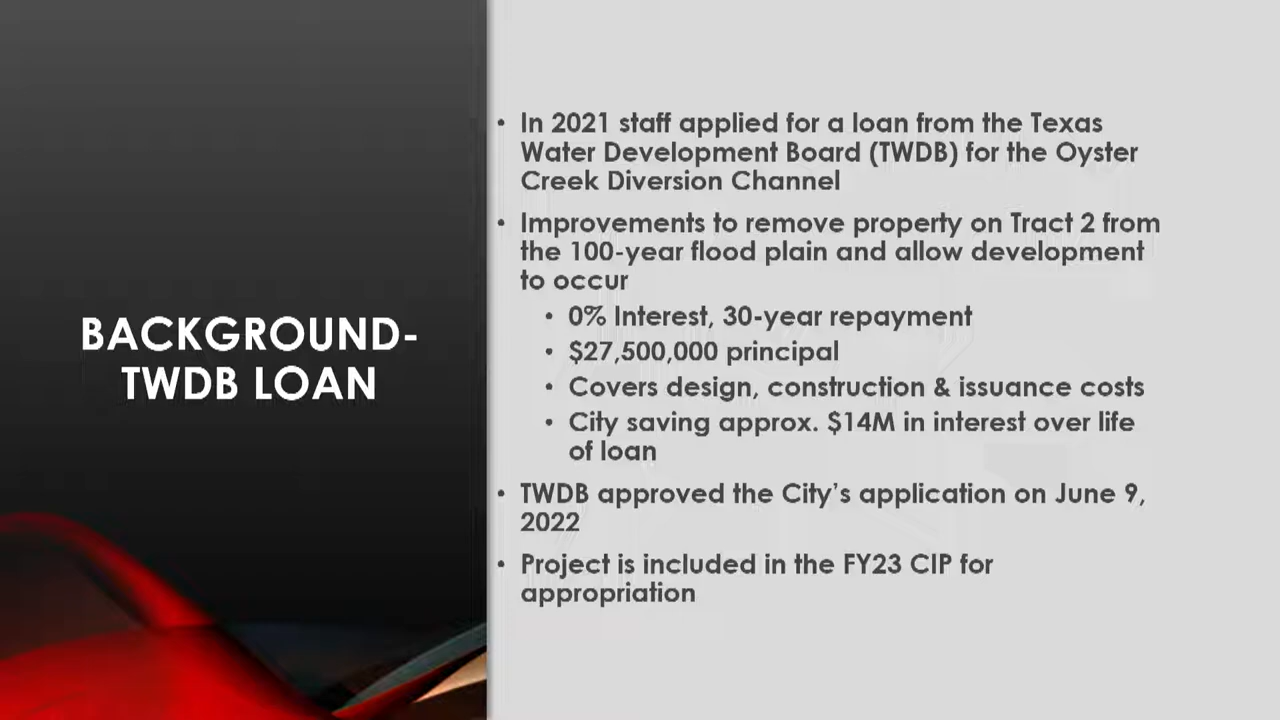 BACKGROUND-
TWDB LOAN
• In 2021 staff applied for a loan from the Texas
Water Development Board (TWDB) for the Oyster
Creek Diversion Channel
• Improvements to remove property on Tract 2 from
the 100-year flood plain and allow development
to occur
• 0% Interest, 30-year repayment
• $27,500,000 principal
• Covers design, construction & issuance costs
• City saving approx. $14M in interest over life
of loan
• TWDB approved the City's application on June 9,
2022
• Project is included in the FY23 CIP for
appropriation